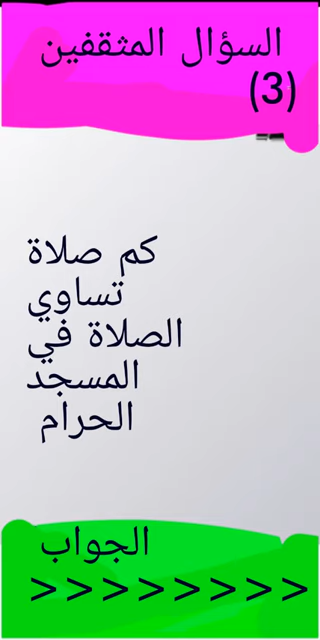 السؤال المثقفين
(3)
كم صلاة
تساوي
الصلاة في
المسجد
الحرام
الجواب
>>>>>>>>